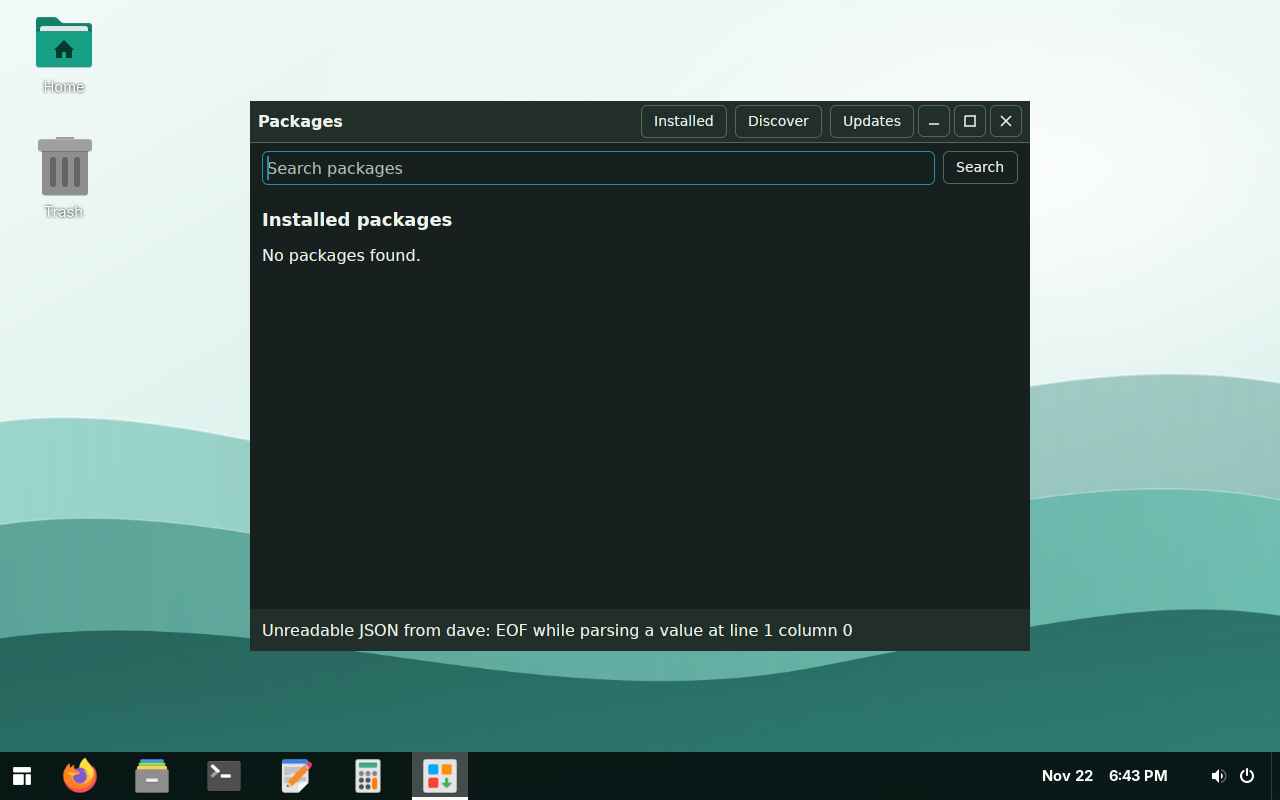 Home
Trash
Packages
Installed
Discover
Updates
Search packages
Search
Installed packages
No packages found.
Unreadable JSON from dave: EOF while parsing a value at line 1 column 0
Nov 22 6:43 PM